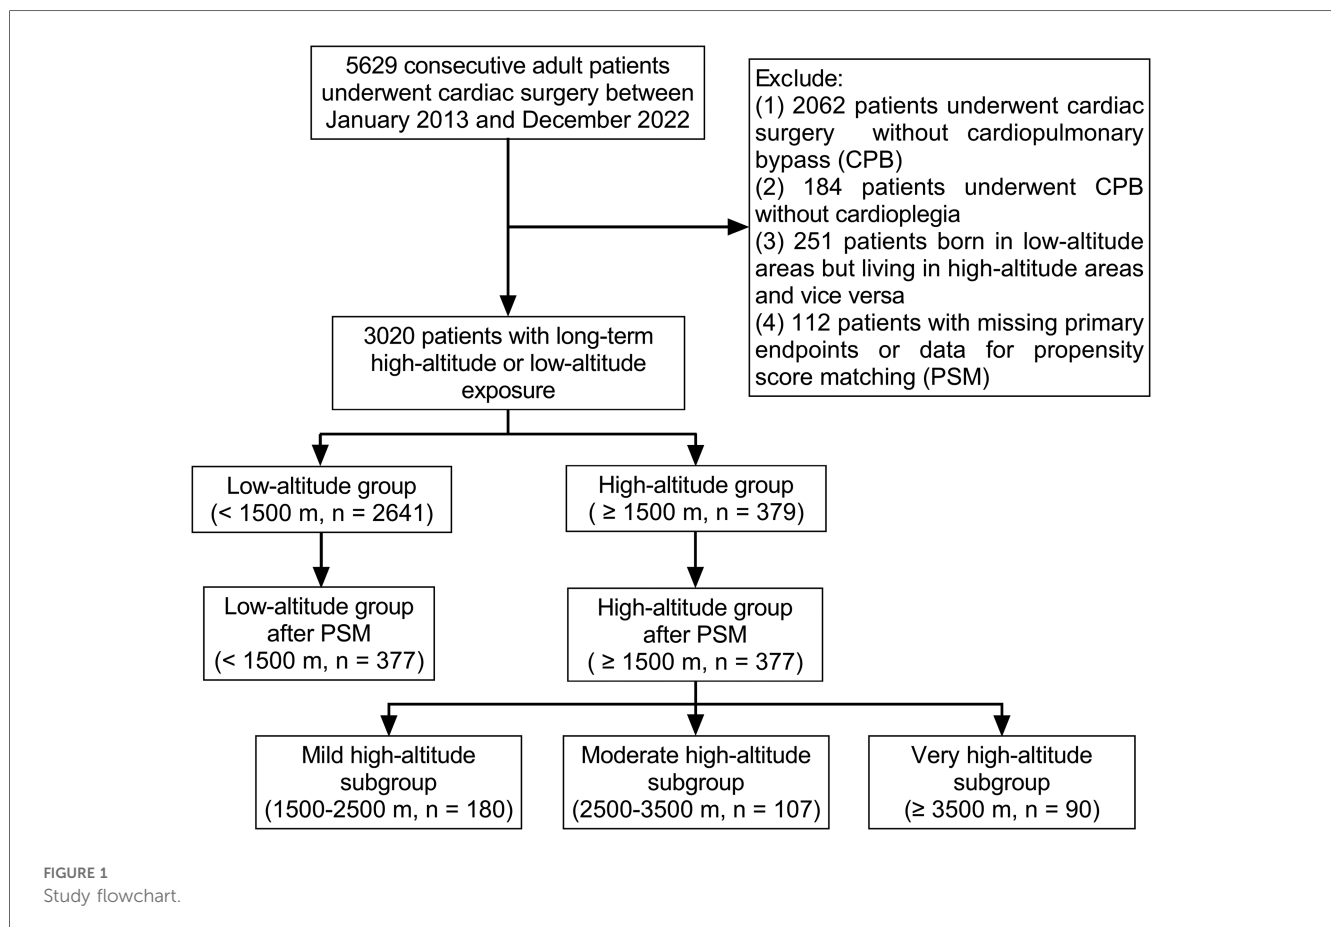 5629 consecutive adult patients
underwent cardiac surgery between
January 2013 and December 2022
Exclude:
(1) 2062 patients underwent cardiac
surgery without cardiopulmonary
bypass (CPB)
(2) 184 patients underwent CPB
without cardioplegia
(3) 251 patients born in low-altitude
areas but living in high-altitude areas
and vice versa
(4) 112 patients with missing primary
endpoints or data for propensity
score matching (PSM)
3020 patients with long-term
high-altitude or low-altitude
exposure
Low-altitude group
(< 1500 m, n = 2641)
High-altitude group
( ≥ 1500 m, n = 379)
Low-altitude group
after PSM
(< 1500 m, n = 377)
High-altitude group
after PSM
( ≥ 1500 m, n = 377)
Mild high-altitude
subgroup
(1500-2500 m, n = 180)
Moderate high-altitude
subgroup
(2500-3500 m, n = 107)
Very high-altitude
subgroup
(≥ 3500 m, n = 90)
FIGURE 1
Study flowchart.